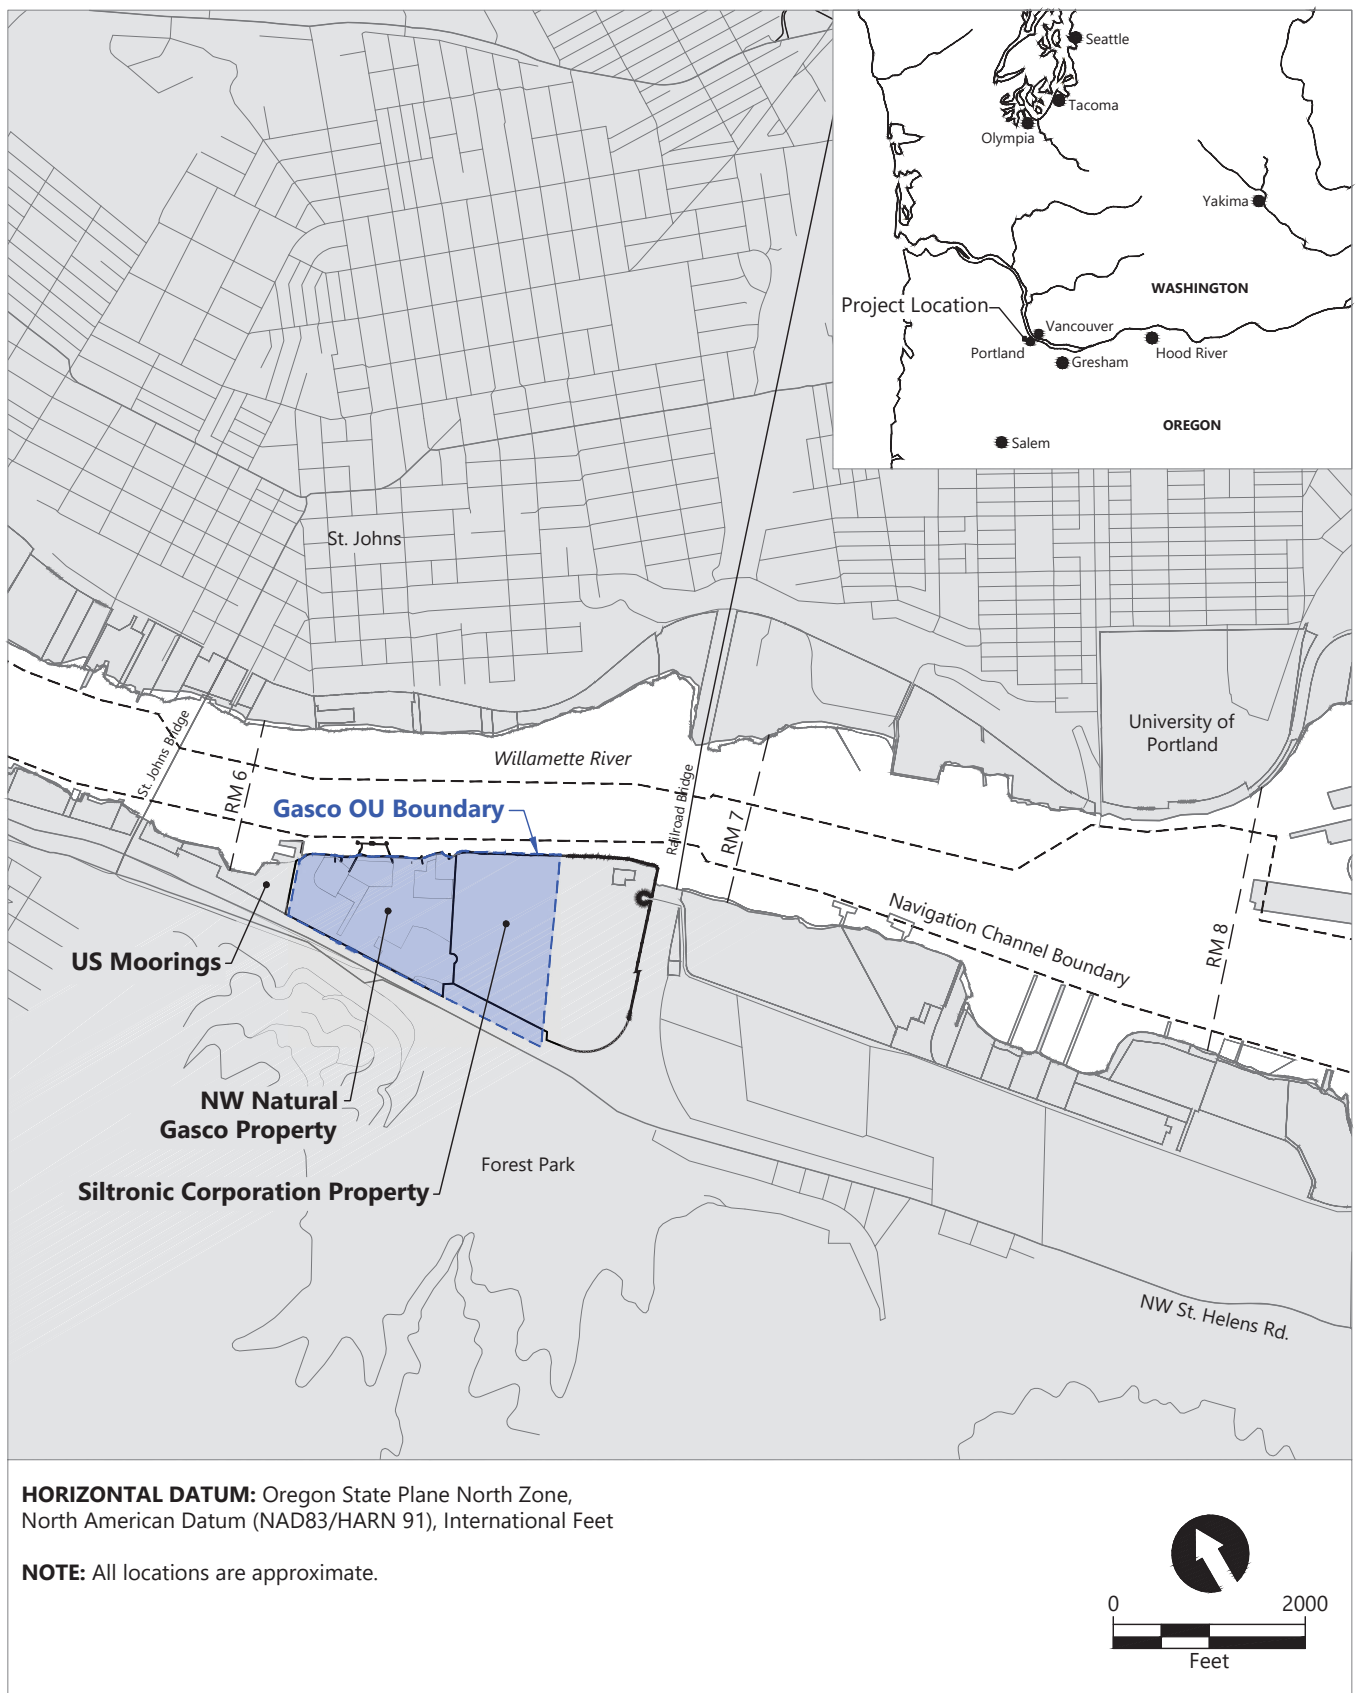 Seattle
Tacoma
Olympia
Yakima
WASHINGTON
Project Location
Vancouver
Portland
Hood River
Gresham
OREGON
Salem
St. Johns
University of
Portland
St. Johns Bridge
Willamette River
RM 6
Gasco OU Boundary
Railroad Bridge
RM 7
Navigation Channel Boundary
RM 8
US Moorings
NW Natural
Gasco Property
Forest Park
Siltronic Corporation Property
NW St. Helens Rd.
HORIZONTAL DATUM: Oregon State Plane North Zone,
North American Datum (NAD83/HARN 91), International Feet
NOTE: All locations are approximate.
0 2000
Feet